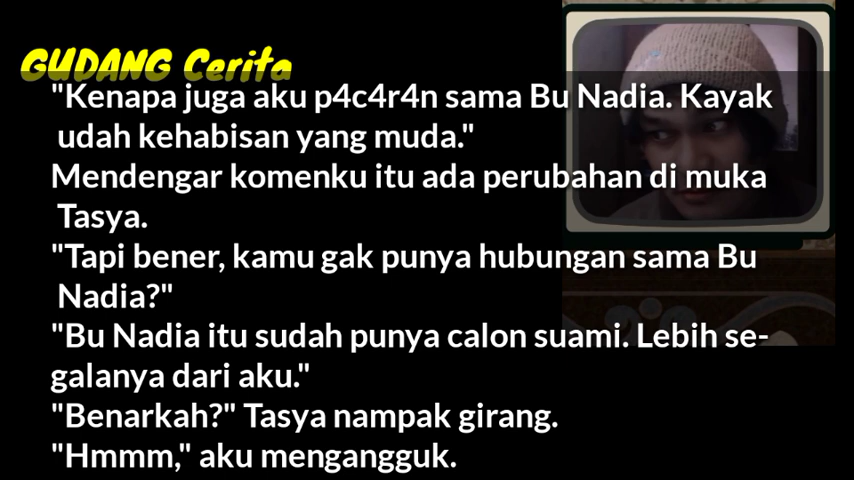 GUDANG Cerita
"Kenapa juga aku p4c4r4n sama Bu Nadia. Kayak
udah kehabisan yang muda."
Mendengar komenku itu ada perubahan di muka
Tasya.
"Tapi bener, kamu gak punya hubungan sama Bu
Nadia?"
"Bu Nadia itu sudah punya calon suami. Lebih se-
galanya dari aku."
"Benarkah?" Tasya nampak girang.
"Hmmm," aku mengangguk.